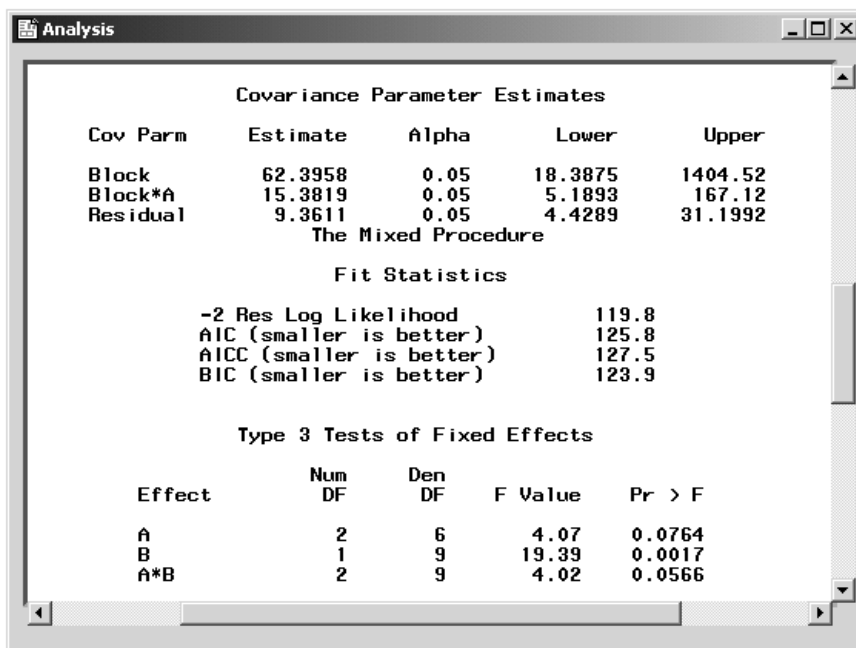 Analysis
Covariance Parameter Estimates
Cov Parm Estimate Alpha Lower Upper
Block 62.3958 0.05 18.3875 1404.52
Block*A 15.3819 0.05 5.1893 167.12
Residual 9.3611 0.05 4.4289 31.1992
The Mixed Procedure
Fit Statistics
-2 Res Log Likelihood 119.8
AIC (smaller is better) 125.8
AICC (smaller is better) 127.5
BIC (smaller is better) 123.9
Type 3 Tests of Fixed Effects
Num Den
Effect DF DF F Value Pr > F
A 2 6 4.07 0.0764
B 1 9 19.39 0.0017
A*B 2 9 4.02 0.0566